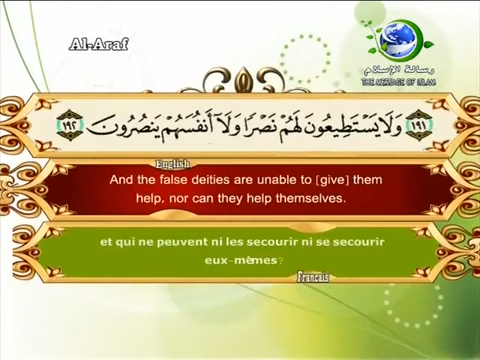 Al-Araf
رسالة الإسلام
THE MESSAGE OF ISLAM
١٩١ وَلَا يَسْتَطِيعُونَ لَهُمْ نَصْرًا وَلَآ أَنفُسَهُمْ يَنصُرُونَ ١٩٢
English
And the false deities are unable to [give] them
help, nor can they help themselves.
et qui ne peuvent ni les secourir ni se secourir
eux-mêmes?
Francais